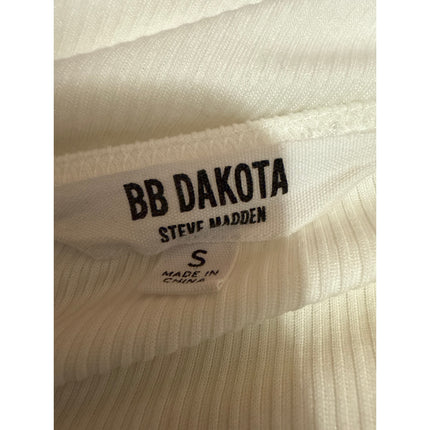 BB DAKOTA
STEVE MADDEN
S
MADE IN
CHINA